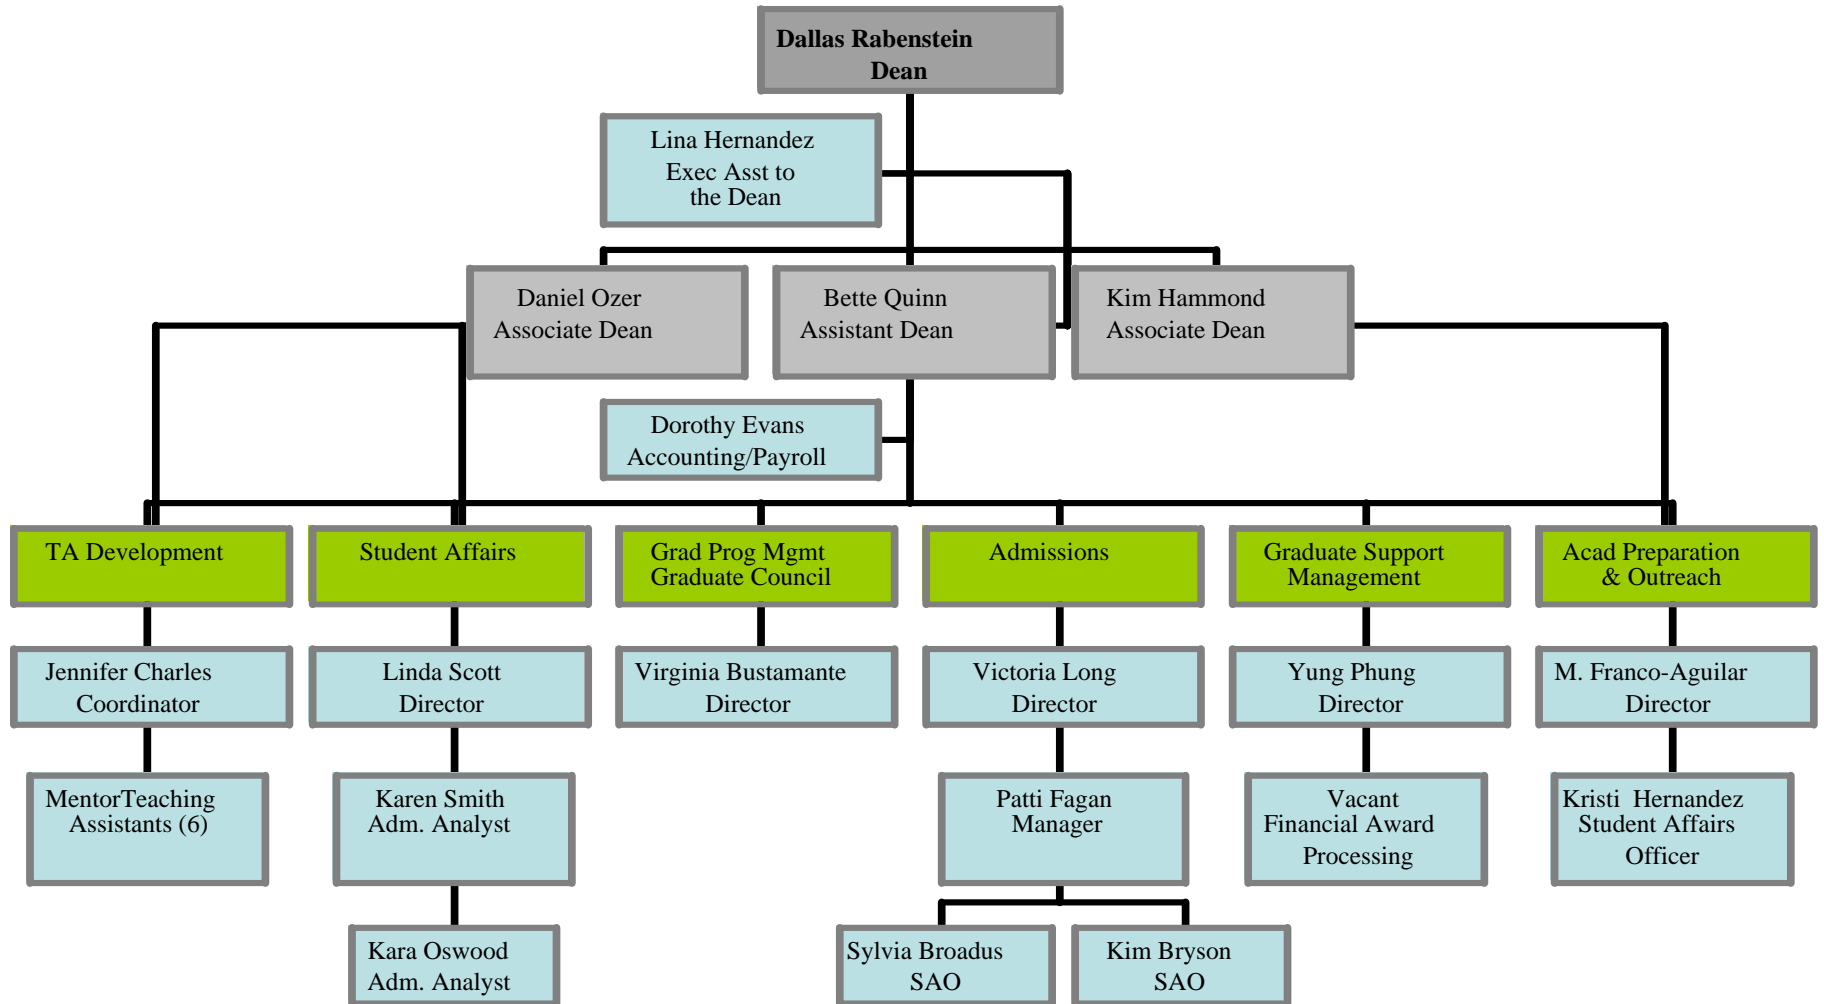 Dallas Rabenstein
Dean
Lina Hernandez
Exec Asst to
the Dean
Daniel Ozer
Associate Dean
Bette Quinn
Assistant Dean
Kim Hammond
Associate Dean
Dorothy Evans
Accounting/Payroll
TA Development
Student Affairs
Grad Prog Mgmt
Graduate Council
Admissions
Graduate Support
Management
Acad Preparation
& Outreach
Jennifer Charles
Coordinator
Linda Scott
Director
Virginia Bustamante
Director
Victoria Long
Director
Yung Phung
Director
M. Franco-Aguilar
Director
MentorTeaching
Assistants (6)
Karen Smith
Adm. Analyst
Patti Fagan
Manager
Vacant
Financial Award
Processing
Kristi Hernandez
Student Affairs
Officer
Kara Oswood
Adm. Analyst
Sylvia Broadus
SAO
Kim Bryson
SAO